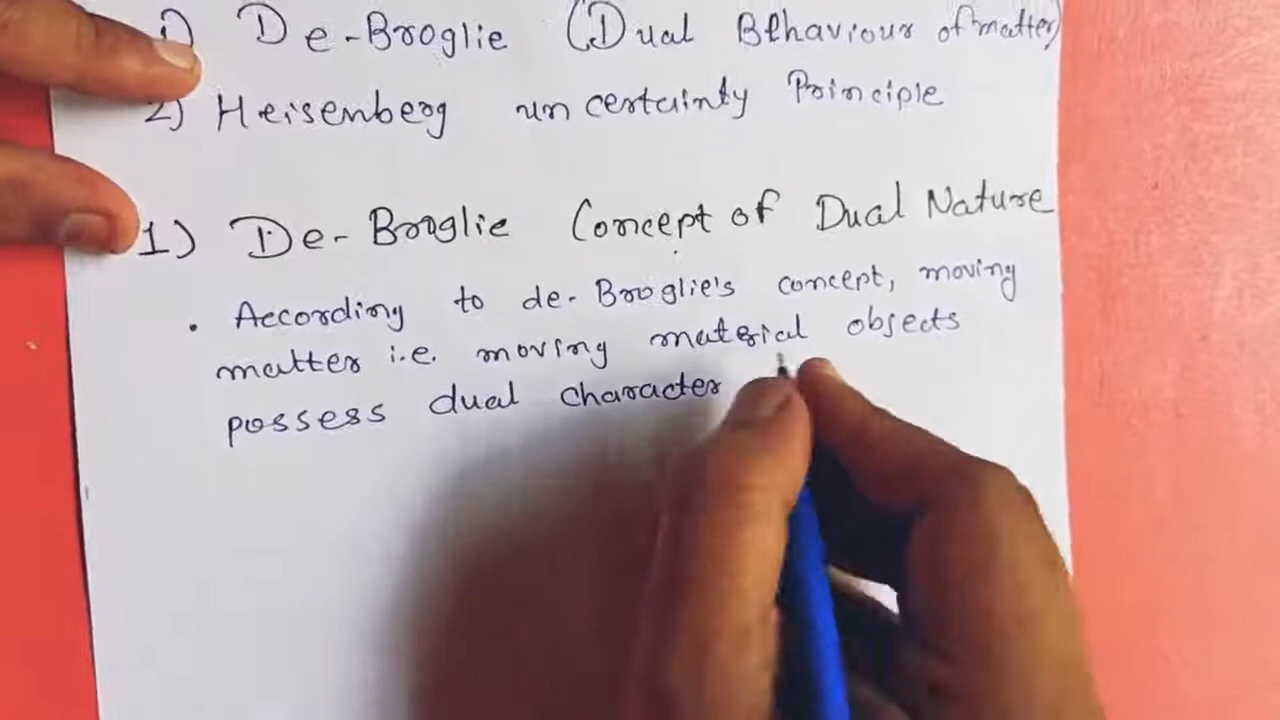 1) De-Broglie (Dual Behaviour of matter)
2) Heisenberg uncertainty Principle
1) De-Broglie Concept of Dual Nature
. According to de-Broglie's concept, moving
matter i.e. moving material objects
possess dual character